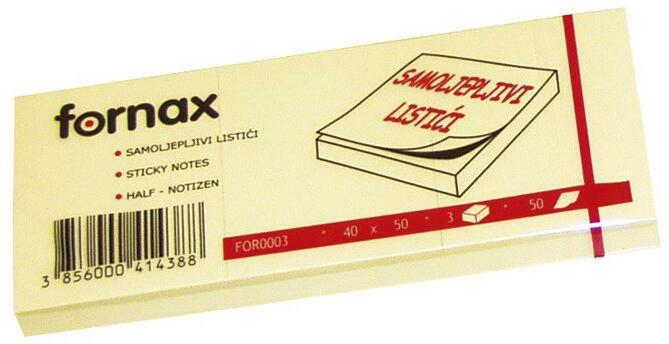 fornax
• SAMOLJEPLJIVI LISTIĆI
• STICKY NOTES
• HALF - NOTIZEN
SAMOLJEPLJIVI
LISTIĆI
FOR0003 * 40 x 50 * 3 * 50
3 856000 414388